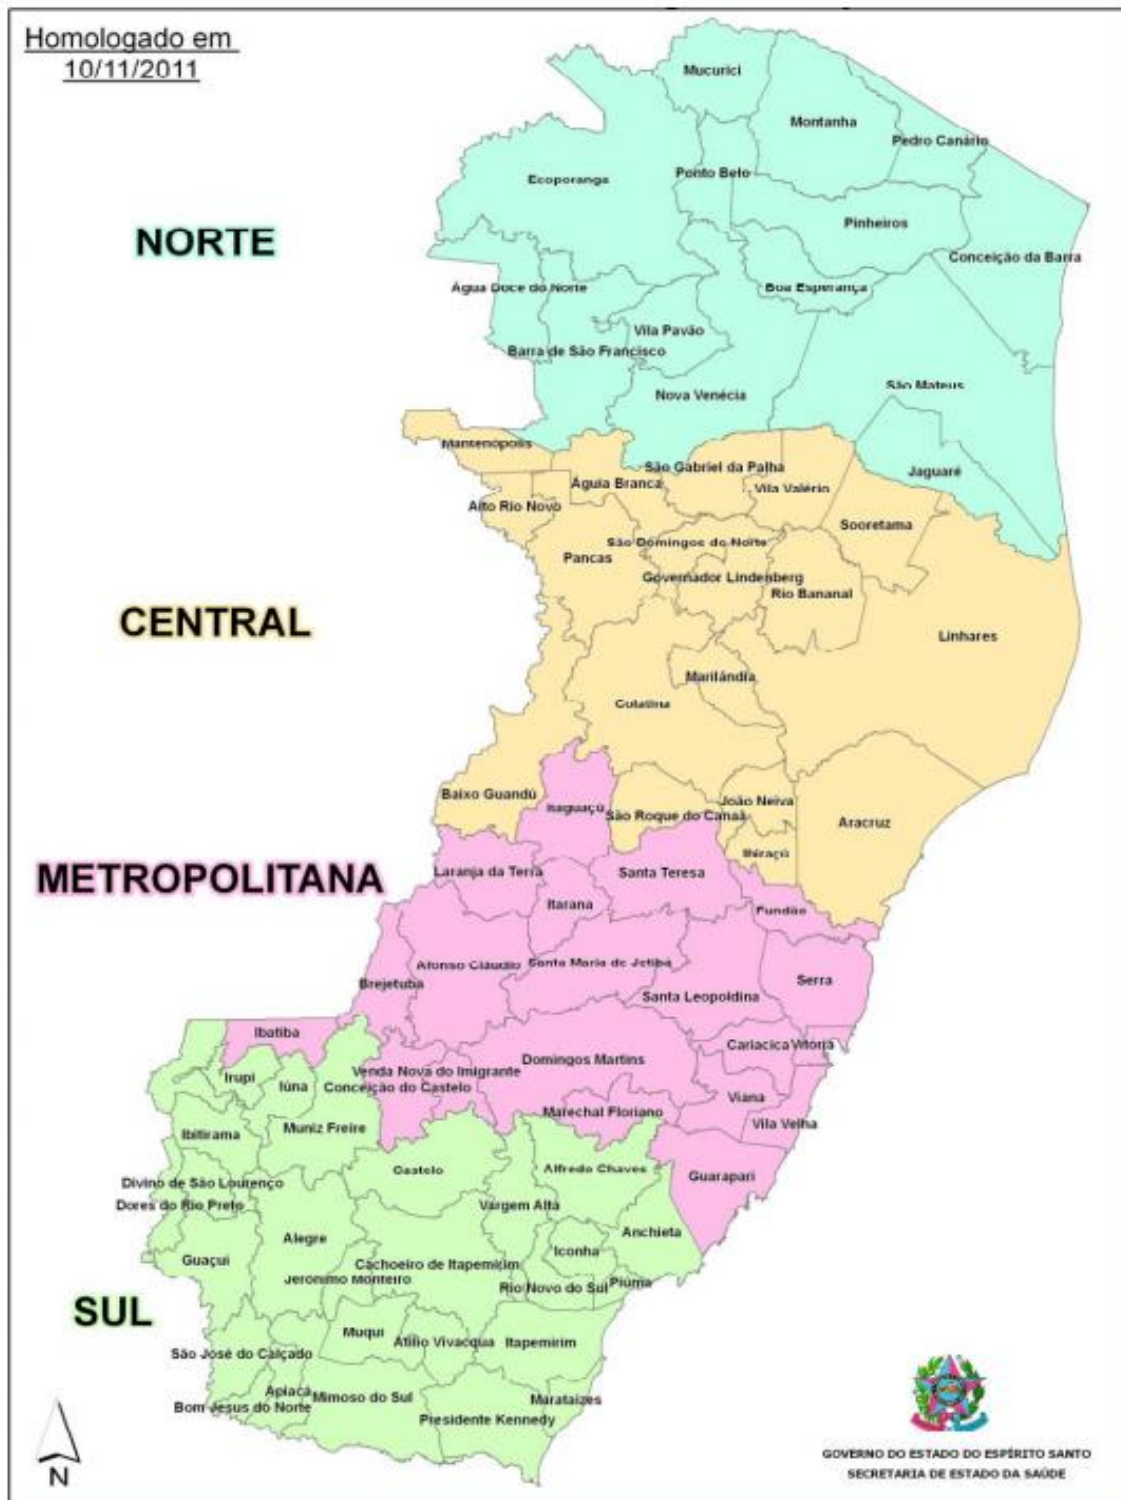 Homologado em
10/11/2011
Mucurici
Montanha
Pedro Canário
Ecoporanga
Ponto Belo
Pinheiros
NORTE
Conceição da Barra
Água Doce do Norte
Boa Esperança
Vila Pavão
Barra de São Francisco
São Mateus
Nova Venécia
Mantenópolis
São Gabriel da Palha
Jaguaré
Águia Branca
Vila Valério
Alto Rio Novo
Sooretama
São Domingos do Norte
Pancas
Governador Lindenberg
Rio Bananal
CENTRAL
Linhares
Marilândia
Colatina
Baixo Guandú
João Neiva
Itaguaçú
São Roque do Canaã
Aracruz
Ibiraçú
METROPOLITANA
Laranja da Terra
Santa Teresa
Itarana
Fundão
Afonso Cláudio
Santa Maria de Jetibá
Brejetuba
Serra
Santa Leopoldina
Ibatiba
Cariacica
Vitória
Domingos Martins
Venda Nova do Imigrante
Irupi
Iúna
Conceição do Castelo
Viana
Marechal Floriano
Vila Velha
Muniz Freire
Ibitirama
Castelo
Alfredo Chaves
Guarapari
Divino de São Lourenço
Dores do Rio Preto
Vargem Alta
Anchieta
Alegre
Iconha
Guaçuí
Cachoeiro de Itapemirim
Jerônimo Monteiro
Rio Novo do Sul
Piúma
SUL
Muqui
Atílio Vivacqua
Itapemirim
São José do Calçado
Apiacá
Mimoso do Sul
Marataízes
Bom Jesus do Norte
Presidente Kennedy
N
GOVERNO DO ESTADO DO ESPÍRITO SANTO
SECRETARIA DE ESTADO DA SAÚDE